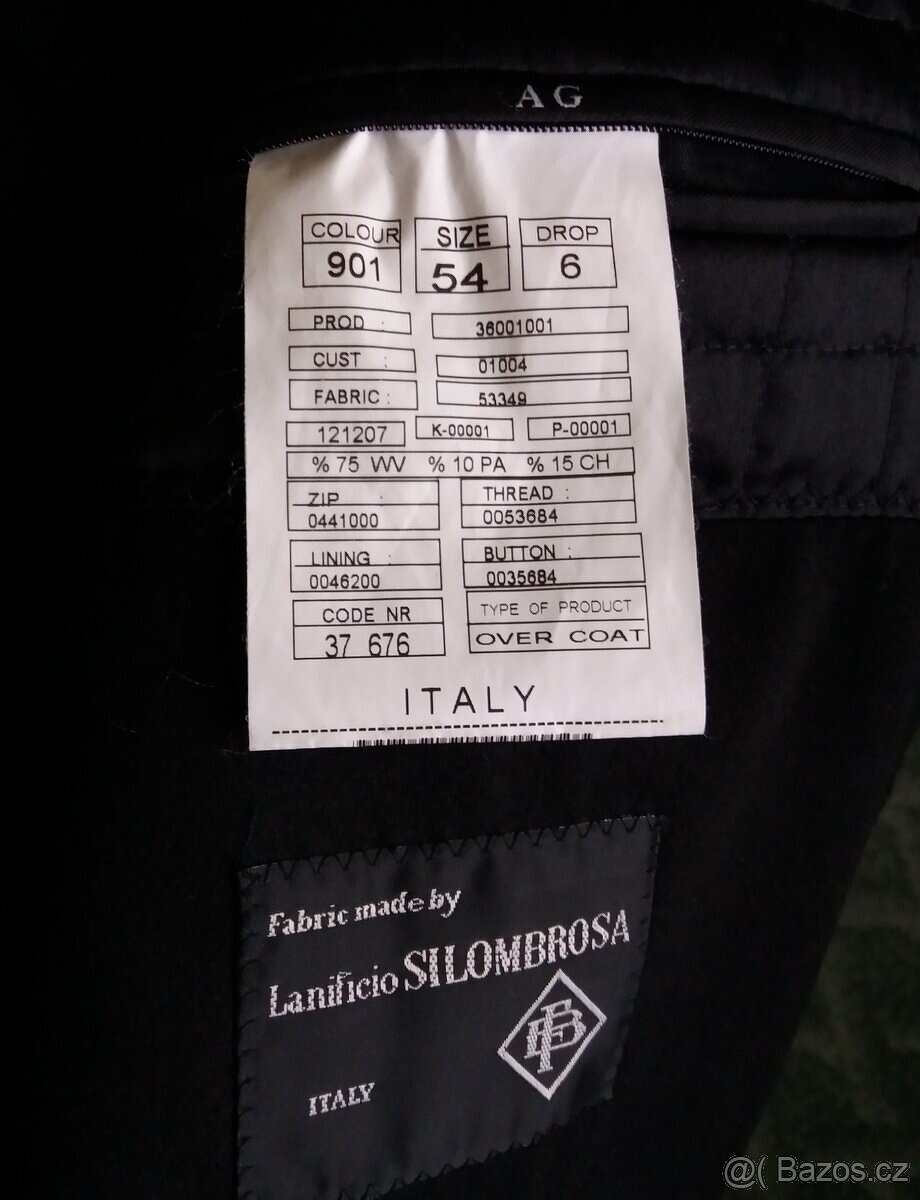 AG
COLOUR SIZE DROP
901 54 6
PROD : 36001001
CUST : 01004
FABRIC : 53349
121207 K-00001 P-00001
% 75 WV % 10 PA % 15 CH
ZIP : THREAD :
0441000 0053684
LINING : BUTTON :
0046200 0035684
CODE NR TYPE OF PRODUCT
37 676 OVER COAT
ITALY
Fabric made by
Lanificio SILOMBROSA
ITALY
@( Bazos.cz